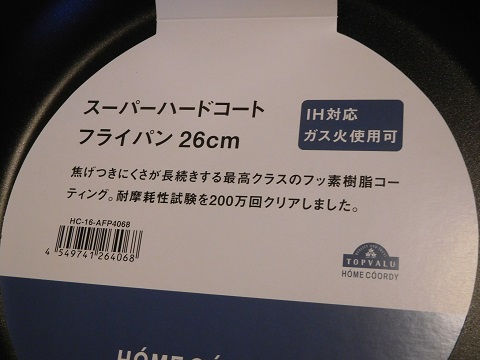 スーパーハードコート
フライパン 26cm
IH対応
ガス火使用可
焦げつきにくさが長続きする最高クラスのフッ素樹脂コー
ティング。耐摩耗性試験を200万回クリアしました。
HC-16-AFP4068
4 549741 264068
TOPVALU
HÓME CÓORDY
HÓME CÓ